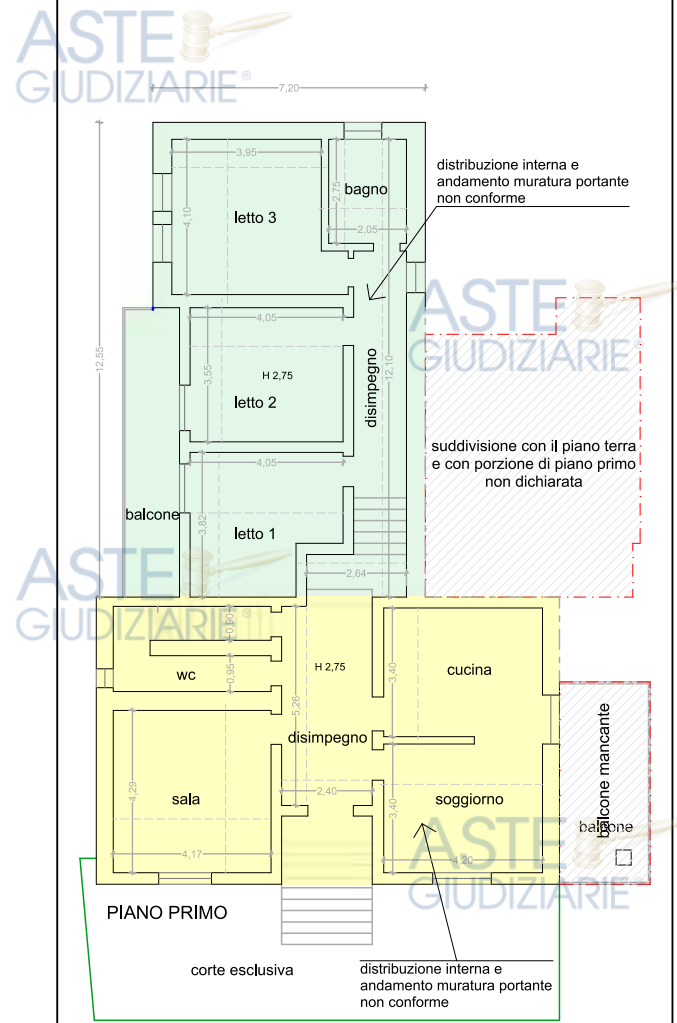 ASTE
GIUDIZIARIE®
7,20
3,95
2,75
bagno
distribuzione interna e
andamento muratura portante
non conforme
letto 3
4,10
2,05
ASTE
GIUDIZIARIE
4,05
12,55
3,55
H 2,75
letto 2
disimpegno
12,10
suddivisione con il piano terra
e con porzione di piano primo
non dichiarata
4,05
balcone
3,82
letto 1
ASTE
GIUDIZIARIE
2,64
0,90
wc
0,95
H 2,75
3,40
cucina
5,26
disimpegno
balcone mancante
4,29
sala
2,40
3,40
soggiorno
balcone
4,17
4,20
ASTE
GIUDIZIARIE
PIANO PRIMO
corte esclusiva
distribuzione interna e
andamento muratura portante
non conforme